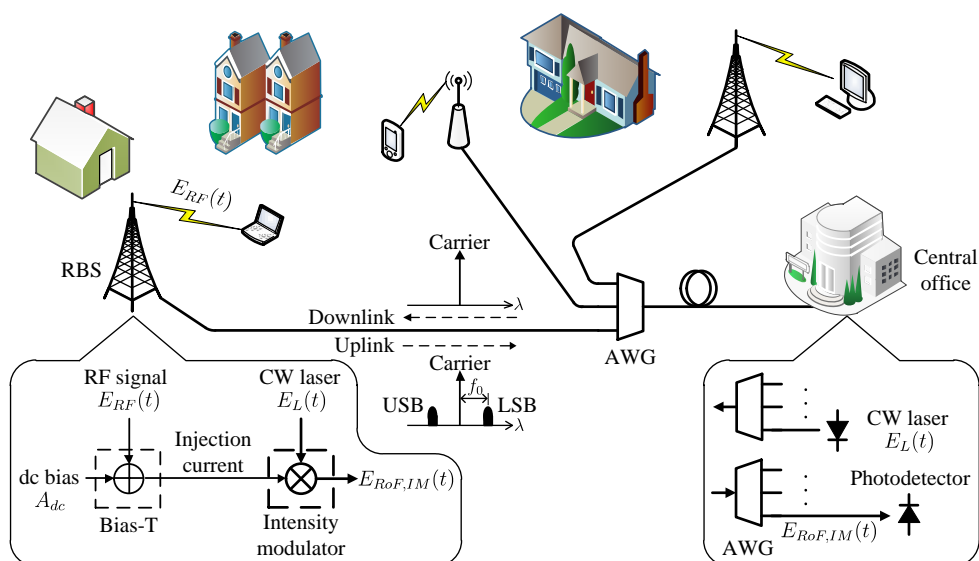 E_{RF}(t)
RBS
Carrier
λ
Downlink
Uplink
AWG
Central
office
Carrier
f_0
USB
LSB
λ
RF signal
E_{RF}(t)
CW laser
E_L(t)
Injection
current
dc bias
A_{dc}
Bias-T
Intensity
modulator
E_{RoF,IM}(t)
CW laser
E_L(t)
Photodetector
E_{RoF,IM}(t)
AWG